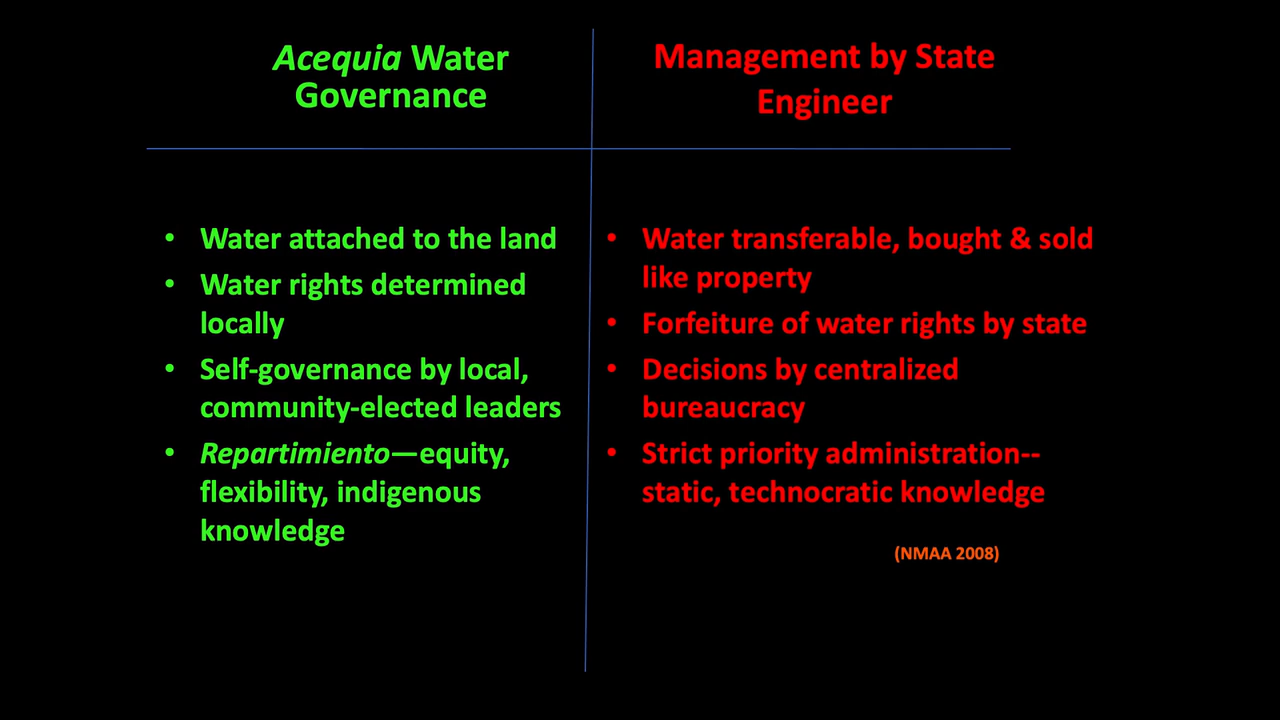 Acequia Water
Governance
Management by State
Engineer
• Water attached to the land
• Water rights determined
locally
• Self-governance by local,
community-elected leaders
• Repartimiento—equity,
flexibility, indigenous
knowledge
• Water transferable, bought & sold
like property
• Forfeiture of water rights by state
• Decisions by centralized
bureaucracy
• Strict priority administration--
static, technocratic knowledge
(NMAA 2008)